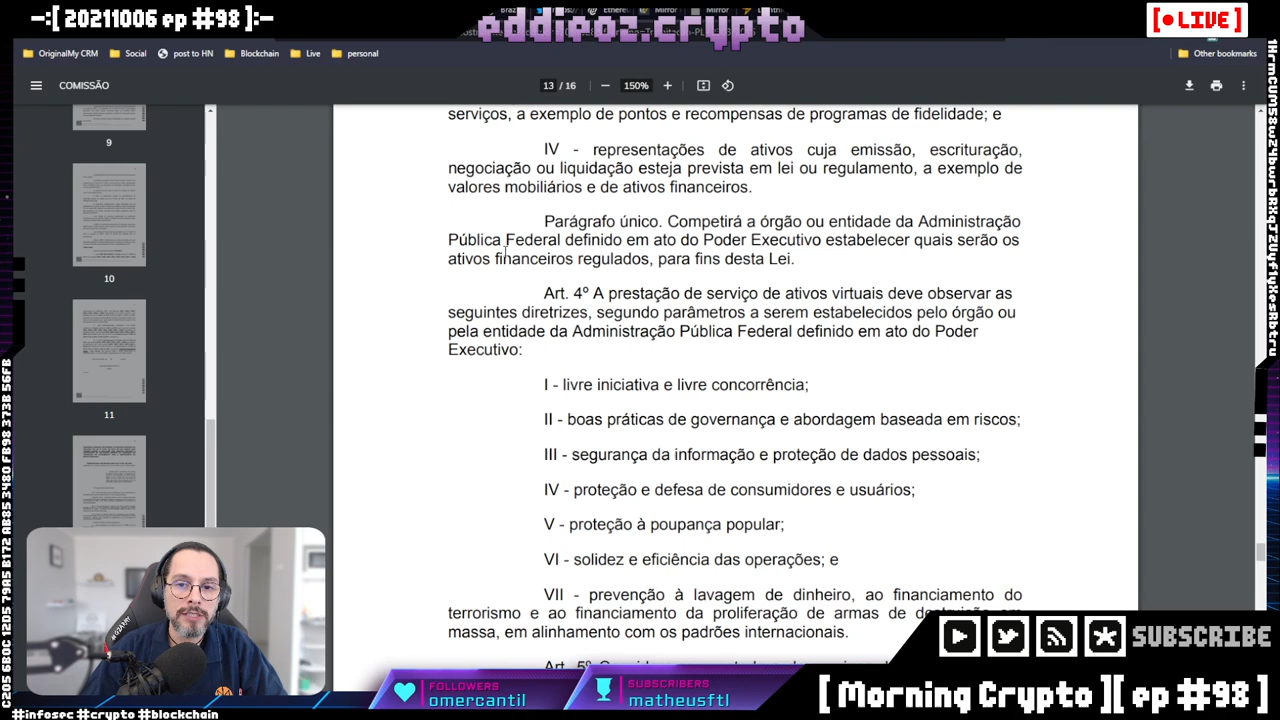 -:[ 20211006 ep #98 ]:-
eddieoz.crypto
[●LIVE]
OriginalMy CRM
Social
post to HN
Blockchain
Live
personal
Other bookmarks
COMISSÃO
13 / 16
150%
serviços, a exemplo de pontos e recompensas de programas de fidelidade; e
IV - representações de ativos cuja emissão, escrituração,
negociação ou liquidação esteja prevista em lei ou regulamento, a exemplo de
valores mobiliários e de ativos financeiros.
Parágrafo único. Competirá a órgão ou entidade da Administração
Pública Federal definido em ato do Poder Executivo estabelecer quais serão os
ativos financeiros regulados, para fins desta Lei.
Art. 4º A prestação de serviço de ativos virtuais deve observar as
seguintes diretrizes, segundo parâmetros a serem estabelecidos pelo órgão ou
pela entidade da Administração Pública Federal definido em ato do Poder
Executivo:
I - livre iniciativa e livre concorrência;
II - boas práticas de governança e abordagem baseada em riscos;
III - segurança da informação e proteção de dados pessoais;
IV - proteção e defesa de consumidores e usuários;
V - proteção à poupança popular;
VI - solidez e eficiência das operações; e
VII - prevenção à lavagem de dinheiro, ao financiamento do
terrorismo e ao financiamento da proliferação de armas de destruição em
massa, em alinhamento com os padrões internacionais.
Art. 5º
9
10
11
SUBSCRIBE
FOLLOWERS
omercantil
SUBSCRIBERS
matheusftl
[ Morning Crypto ][ ep #98 ]
#infosec #crypto #blockchain